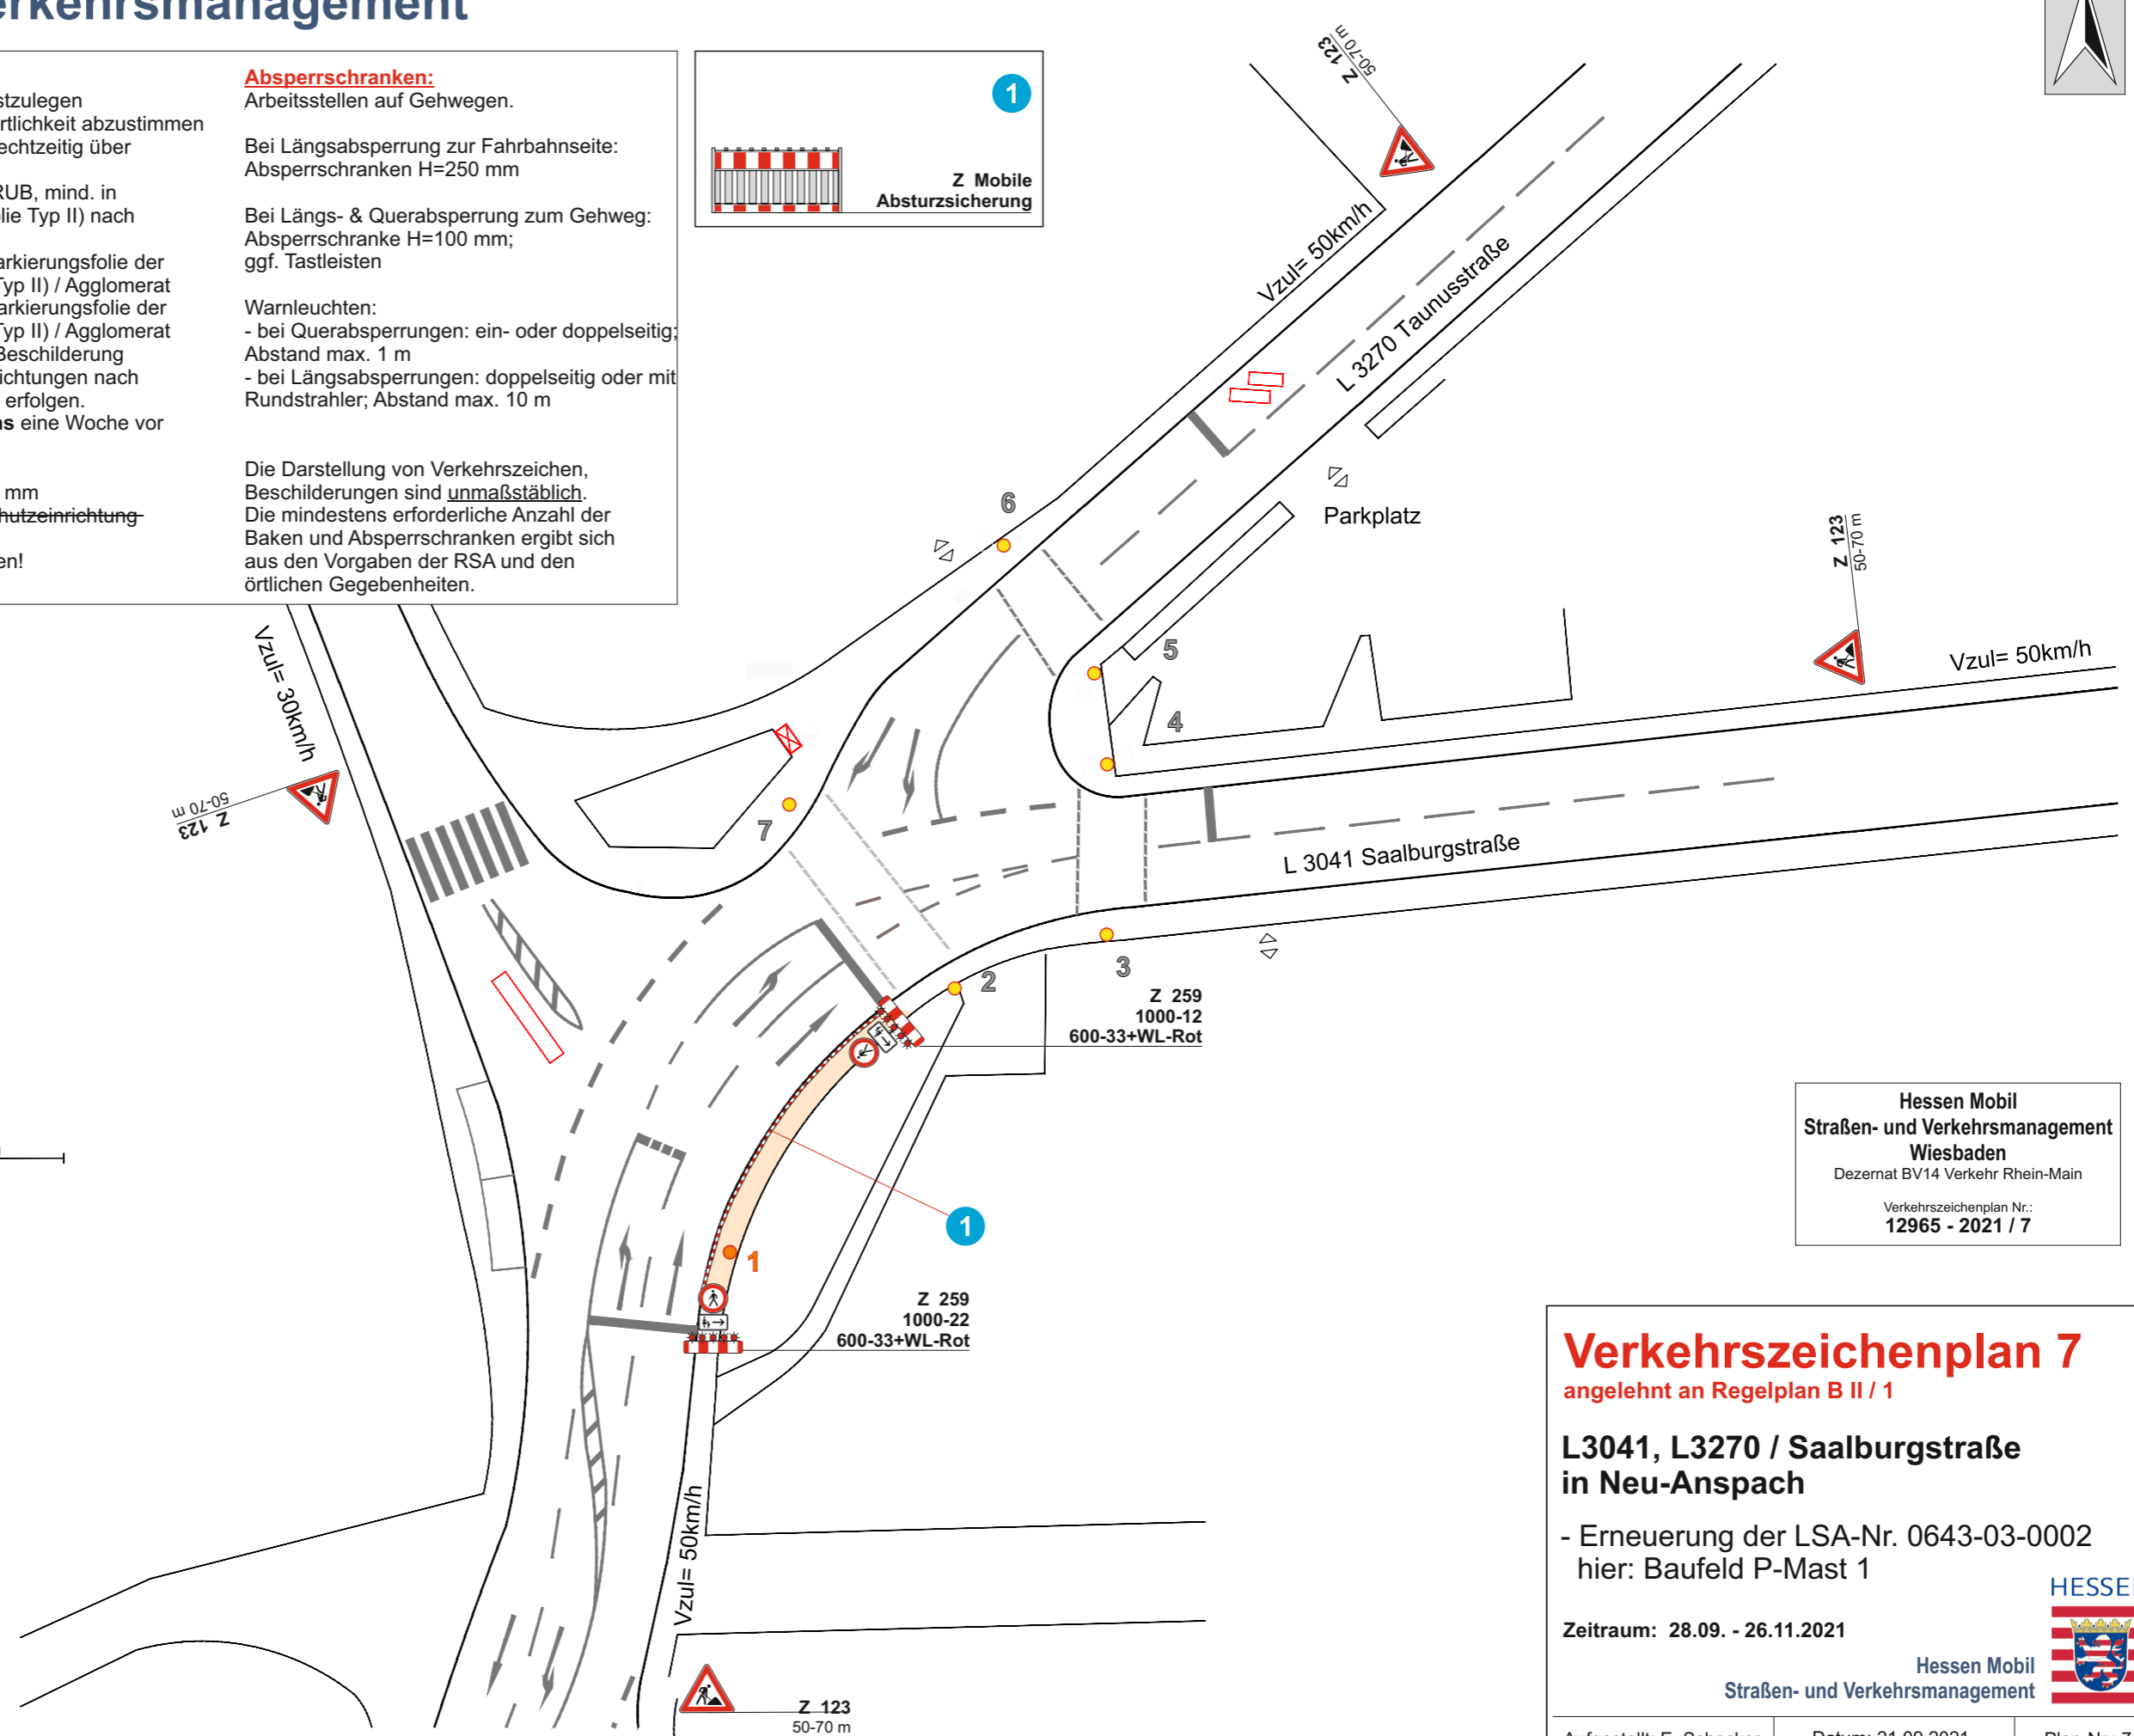 erkehrsmanagement
stzulegen
rtlichkeit abzustimmen
echtzeitig über
RUB, mind. in
olie Typ II) nach
arkierungsfolie der
Typ II) / Agglomerat
arkierungsfolie der
Typ II) / Agglomerat
Beschilderung
ichtungen nach
erfolgen.
ns eine Woche vor
mm
hutzeinrichtung
en!
Absperrschranken:
Arbeitsstellen auf Gehwegen.
Bei Längsabsperrung zur Fahrbahnseite:
Absperrschranken H=250 mm
Bei Längs- & Querabsperrung zum Gehweg:
Absperrschranke H=100 mm;
ggf. Tastleisten
Warnleuchten:
- bei Querabsperrungen: ein- oder doppelseitig;
Abstand max. 1 m
- bei Längsabsperrungen: doppelseitig oder mit
Rundstrahler; Abstand max. 10 m
Die Darstellung von Verkehrszeichen,
Beschilderungen sind unmaßstäblich.
Die mindestens erforderliche Anzahl der
Baken und Absperrschranken ergibt sich
aus den Vorgaben der RSA und den
örtlichen Gegebenheiten.
1
Z Mobile
Absturzsicherung
Z 123
50-70 m
Vzul= 50km/h
L 3270 Taunusstraße
6
Parkplatz
Z 123
50-70 m
5
Vzul= 50km/h
4
Vzul= 30km/h
Z 123
50-70 m
7
L 3041 Saalburgstraße
3
2
Z 259
1000-12
600-33+WL-Rot
1
1
Z 259
1000-22
600-33+WL-Rot
Vzul= 50km/h
Z 123
50-70 m
Hessen Mobil
Straßen- und Verkehrsmanagement
Wiesbaden
Dezernat BV14 Verkehr Rhein-Main
Verkehrszeichenplan Nr.:
12965 - 2021 / 7
Verkehrszeichenplan 7
angelehnt an Regelplan B II / 1
L3041, L3270 / Saalburgstraße
in Neu-Anspach
- Erneuerung der LSA-Nr. 0643-03-0002
hier: Baufeld P-Mast 1
HESSE
Zeitraum: 28.09. - 26.11.2021
Hessen Mobil
Straßen- und Verkehrsmanagement